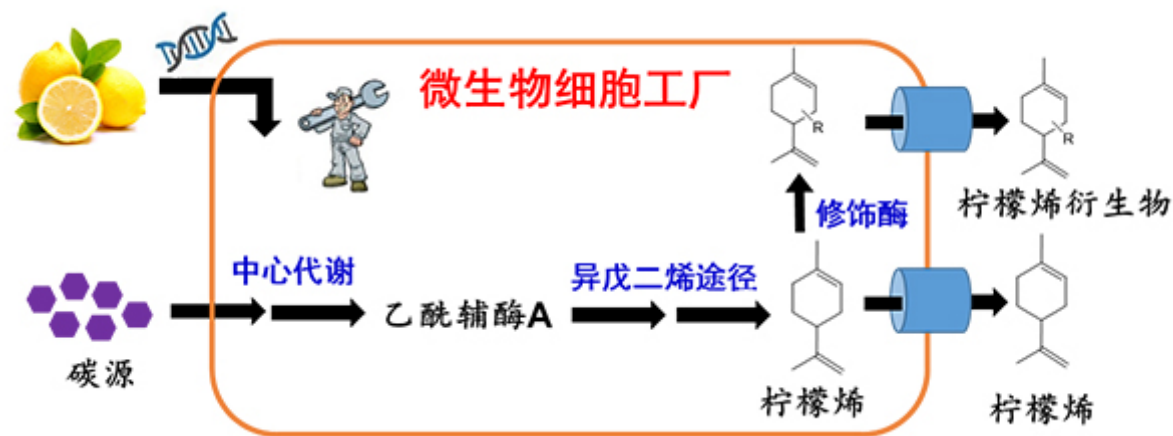 微生物细胞工厂
R
R
柠檬烯衍生物
修饰酶
中心代谢
异戊二烯途径
乙酰辅酶A
碳源
柠檬烯
柠檬烯